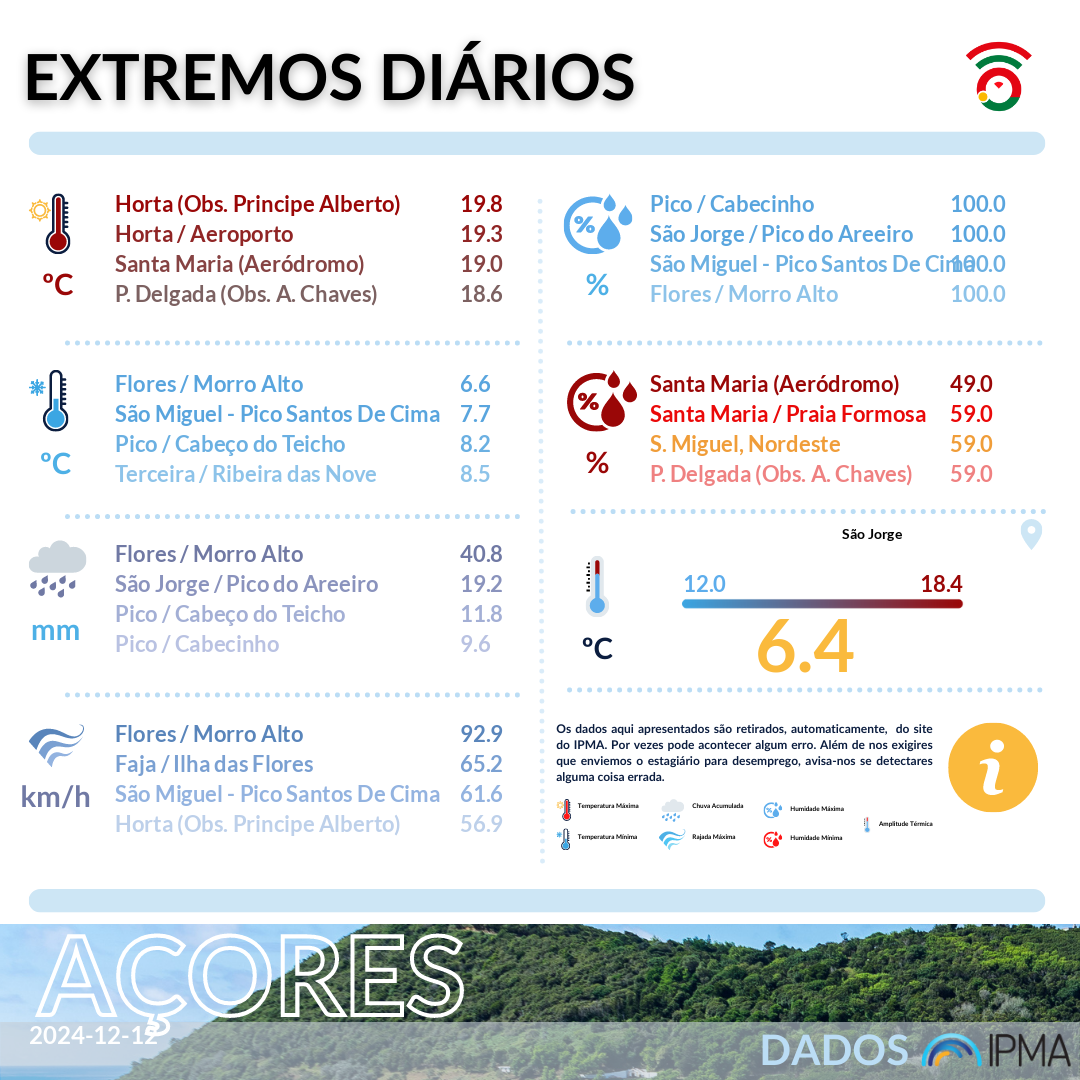 EXTREMOS DIÁRIOS
Horta (Obs. Principe Alberto) 19.8
Horta / Aeroporto 19.3
Santa Maria (Aeródromo) 19.0
P. Delgada (Obs. A. Chaves) 18.6
ºC
Flores / Morro Alto 6.6
São Miguel - Pico Santos De Cima 7.7
Pico / Cabeço do Teicho 8.2
Terceira / Ribeira das Nove 8.5
ºC
Flores / Morro Alto 40.8
São Jorge / Pico do Areeiro 19.2
Pico / Cabeço do Teicho 11.8
Pico / Cabecinho 9.6
mm
Flores / Morro Alto 92.9
Faja / Ilha das Flores 65.2
São Miguel - Pico Santos De Cima 61.6
Horta (Obs. Principe Alberto) 56.9
km/h
%
Pico / Cabecinho 100.0
São Jorge / Pico do Areeiro 100.0
São Miguel - Pico Santos De Cima 100.0
Flores / Morro Alto 100.0
%
%
Santa Maria (Aeródromo) 49.0
Santa Maria / Praia Formosa 59.0
S. Miguel, Nordeste 59.0
P. Delgada (Obs. A. Chaves) 59.0
%
São Jorge
12.0 18.4
6.4
ºC
Os dados aqui apresentados são retirados, automaticamente, do site
do IPMA. Por vezes pode acontecer algum erro. Além de nos exigires
que enviemos o estagiário para desemprego, avisa-nos se detectares
alguma coisa errada.
i
Temperatura Máxima Chuva Acumulada Humidade Máxima
Amplitude Térmica
Temperatura Mínima Rajada Máxima Humidade Mínima
AÇORES
2024-12-12
DADOS IPMA